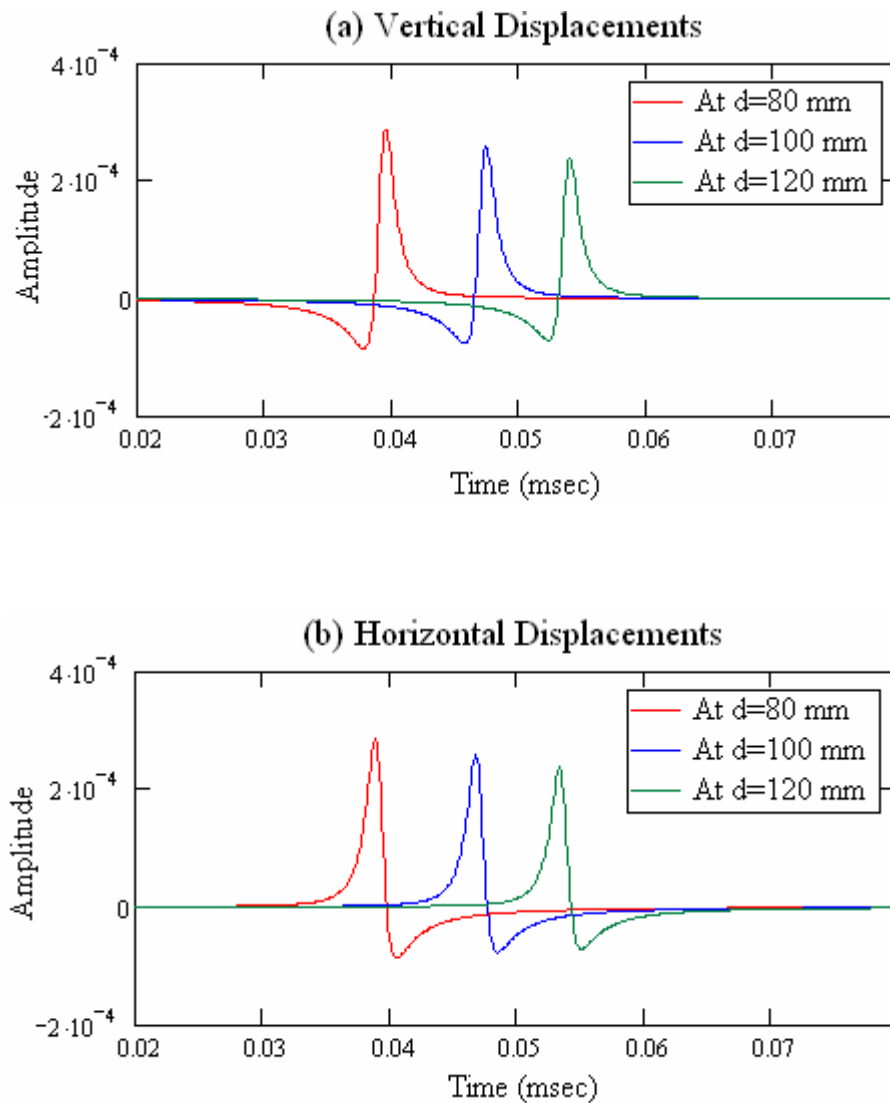 (a) Vertical Displacements
4·10⁻⁴
2·10⁻⁴
0
-2·10⁻⁴
Amplitude
At d=80 mm
At d=100 mm
At d=120 mm
0.02 0.03 0.04 0.05 0.06 0.07
Time (msec)
(b) Horizontal Displacements
4·10⁻⁴
2·10⁻⁴
0
−2·10⁻⁴
Amplitude
At d=80 mm
At d=100 mm
At d=120 mm
0.02 0.03 0.04 0.05 0.06 0.07
Time (msec)